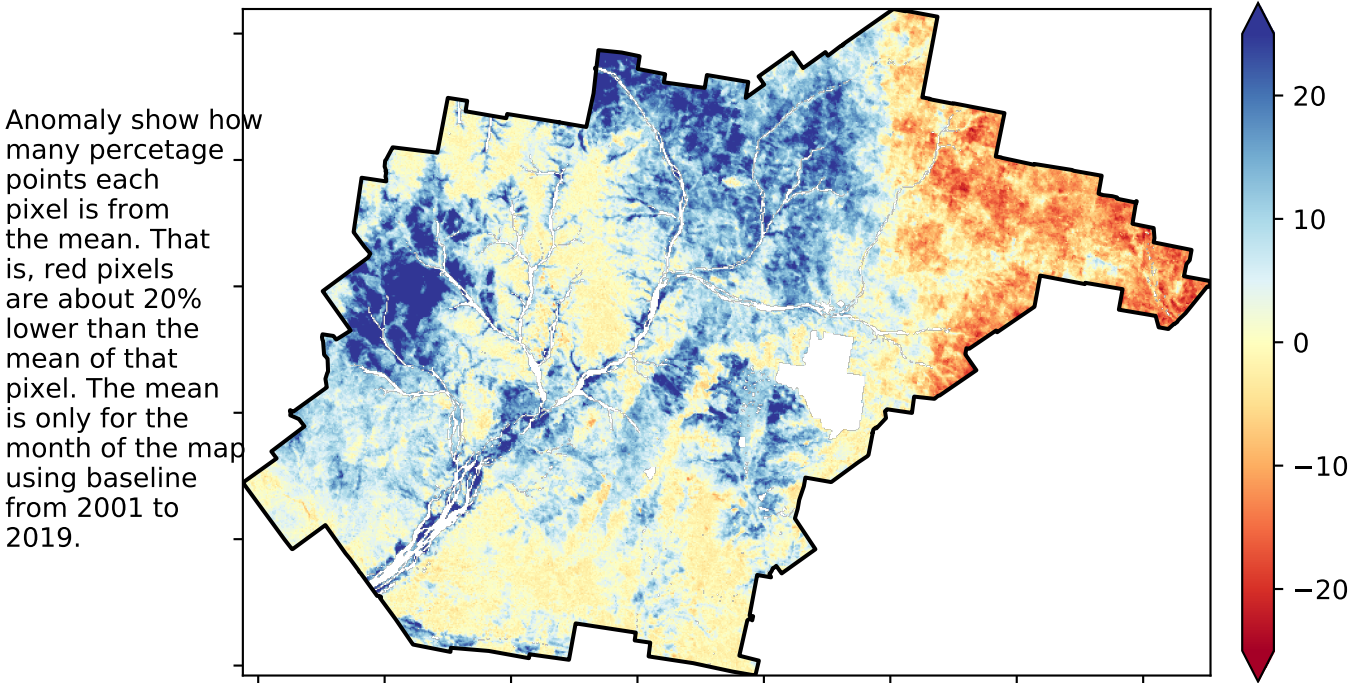 Anomaly show how
many percetage
points each
pixel is from
the mean. That
is, red pixels
are about 20%
lower than the
mean of that
pixel. The mean
is only for the
month of the map
using baseline
from 2001 to
2019.
20
10
0
−10
−20